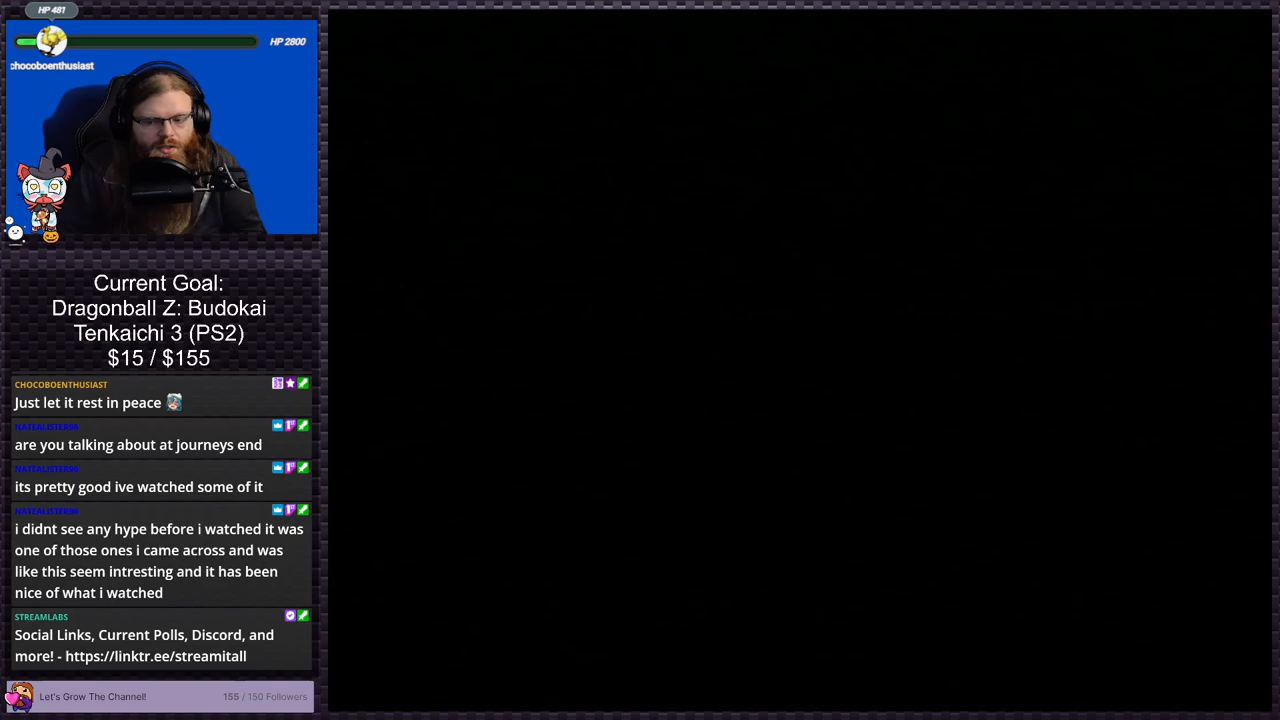 HP 481
HP 2800
chocoboenthusiast
Current Goal:
Dragonball Z: Budokai
Tenkaichi 3 (PS2)
$15 / $155
CHOCOBOENTHUSIAST
Just let it rest in peace
NATEALISTER96
are you talking about at journeys end
NATEALISTER96
its pretty good ive watched some of it
NATEALISTER96
i didnt see any hype before i watched it was
one of those ones i came across and was
like this seem intresting and it has been
nice of what i watched
STREAMLABS
Social Links, Current Polls, Discord, and
more! - https://linktr.ee/streamitall
Let's Grow The Channel!
155 / 150 Followers